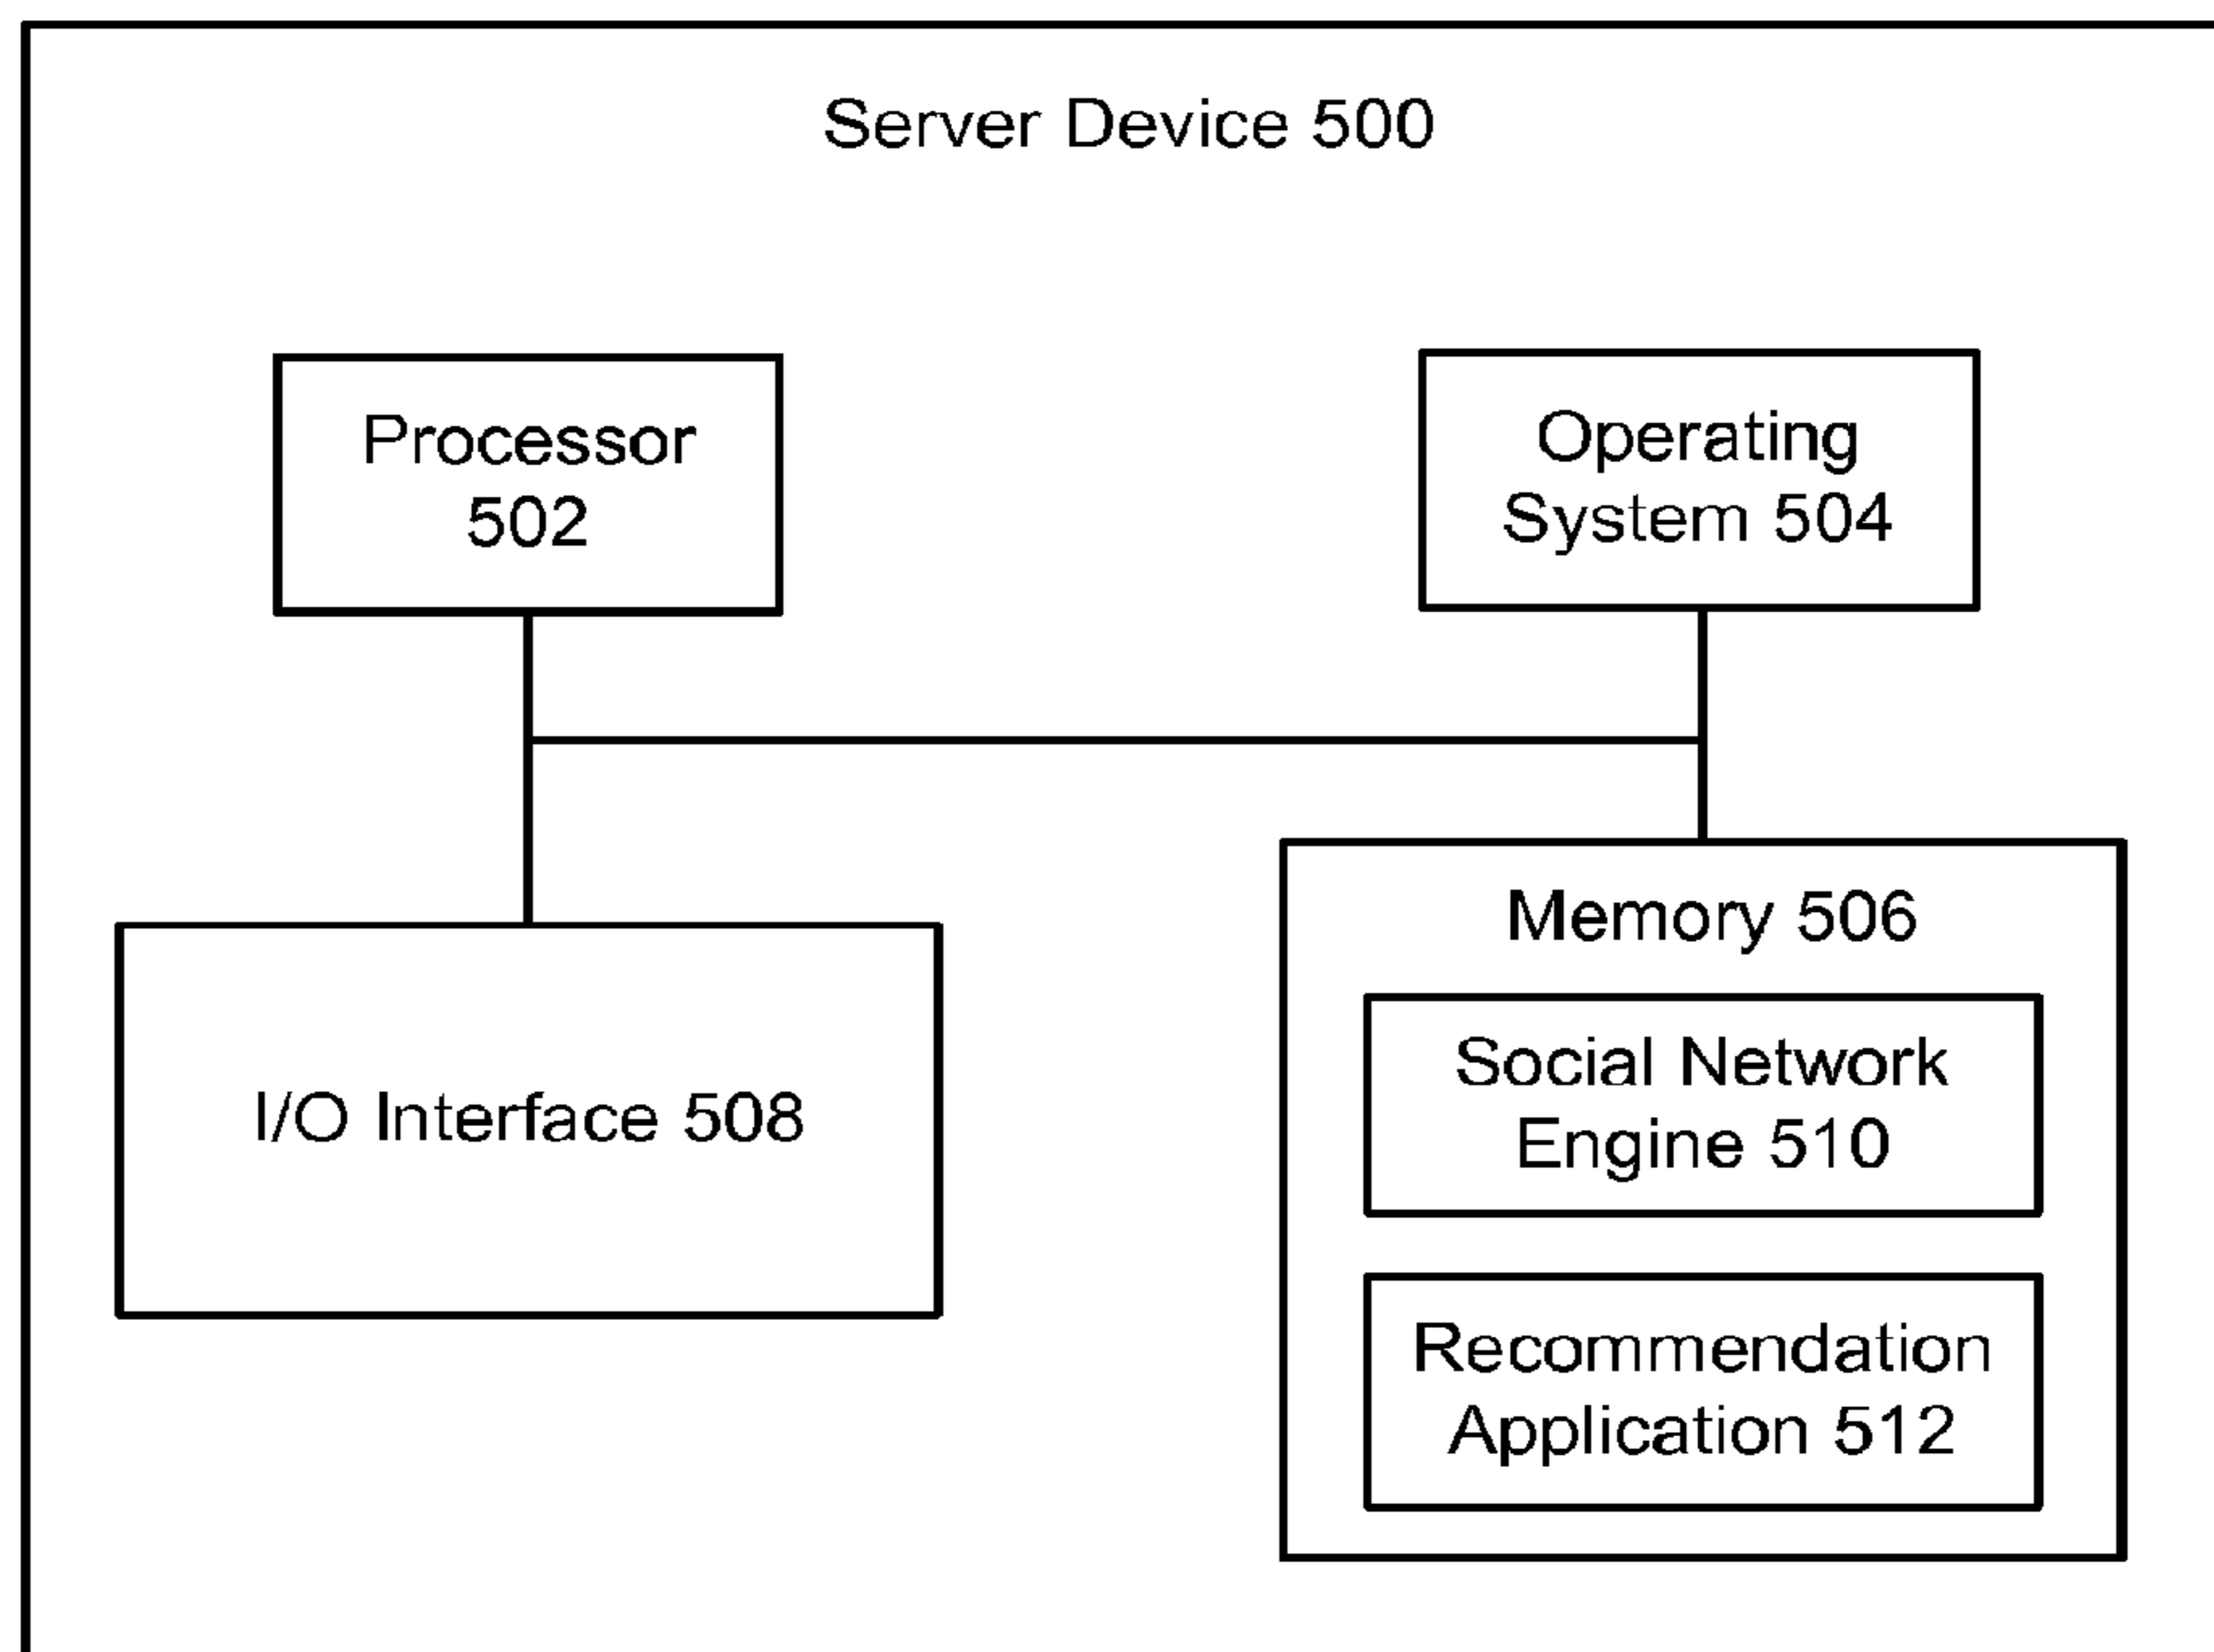 Server Device 500
Processor
502
Operating
System 504
I/O Interface 508
Memory 506
Social Network
Engine 510
Recommendation
Application 512